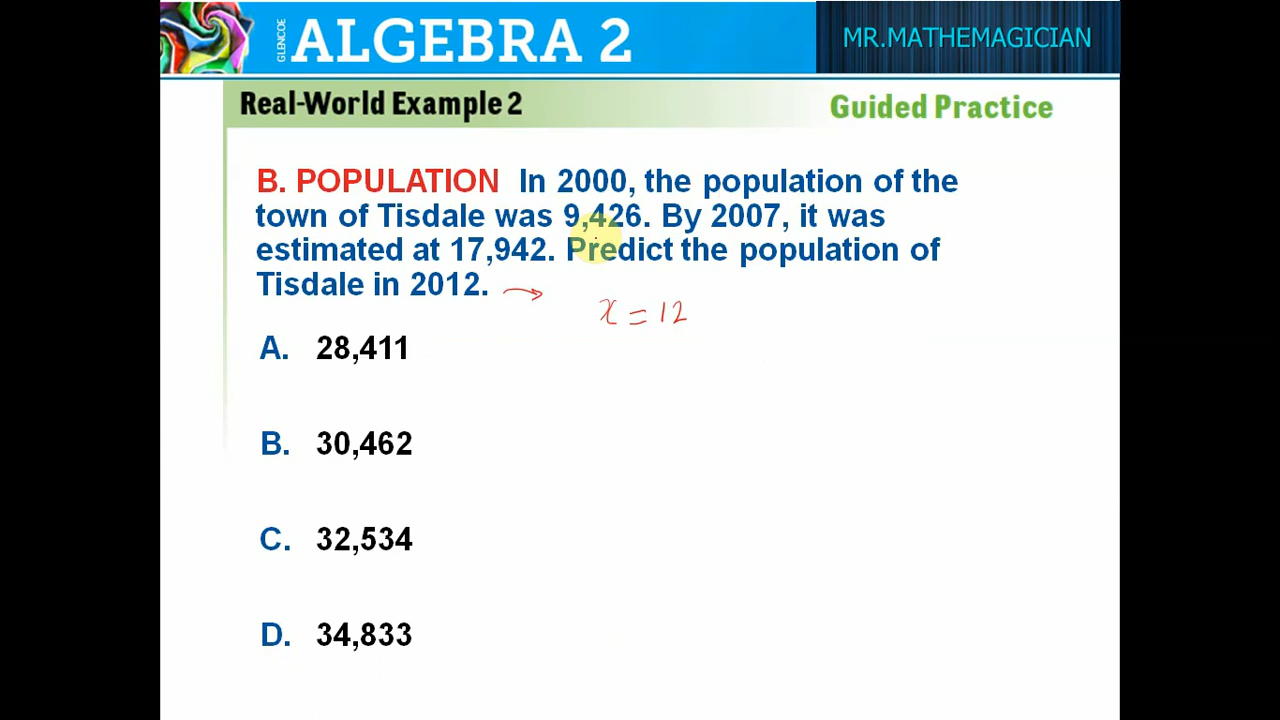 GLENCOE ALGEBRA 2 MR.MATHEMAGICIAN
Real-World Example 2 Guided Practice
B. POPULATION In 2000, the population of the
town of Tisdale was 9,426. By 2007, it was
estimated at 17,942. Predict the population of
Tisdale in 2012. →
x = 12
A. 28,411
B. 30,462
C. 32,534
D. 34,833